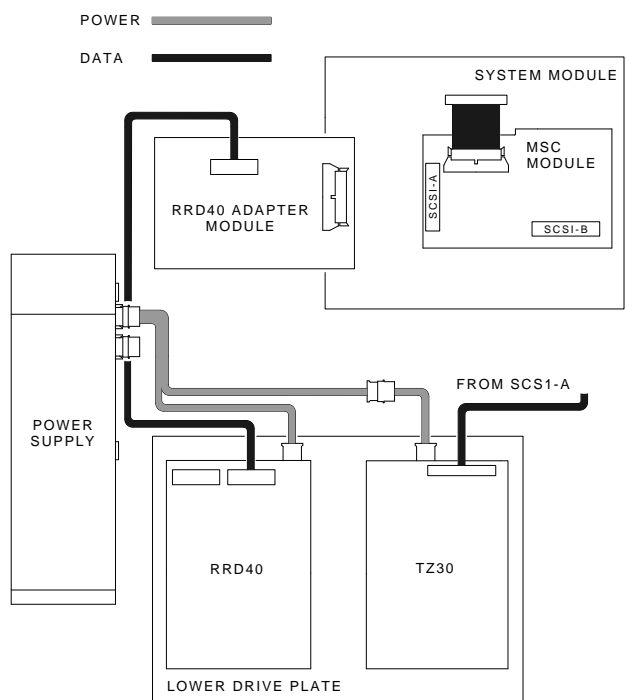 POWER
DATA
SYSTEM MODULE
MSC
MODULE
SCSI-A
SCSI-B
RRD40 ADAPTER
MODULE
FROM SCS1-A
POWER
SUPPLY
RRD40
TZ30
LOWER DRIVE PLATE